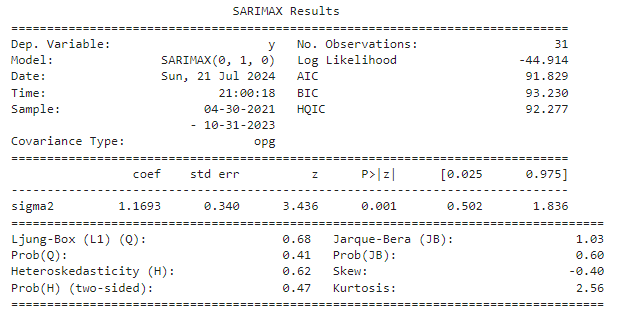 SARIMAX Results
==============================================================================
Dep. Variable: y No. Observations: 31
Model: SARIMAX(0, 1, 0) Log Likelihood -44.914
Date: Sun, 21 Jul 2024 AIC 91.829
Time: 21:00:18 BIC 93.230
Sample: 04-30-2021 HQIC 92.277
- 10-31-2023
Covariance Type: opg
==============================================================================
coef std err z P>|z| [0.025 0.975]
------------------------------------------------------------------------------
sigma2 1.1693 0.340 3.436 0.001 0.502 1.836
===================================================================================
Ljung-Box (L1) (Q): 0.68 Jarque-Bera (JB): 1.03
Prob(Q): 0.41 Prob(JB): 0.60
Heteroskedasticity (H): 0.62 Skew: -0.40
Prob(H) (two-sided): 0.47 Kurtosis: 2.56
===================================================================================